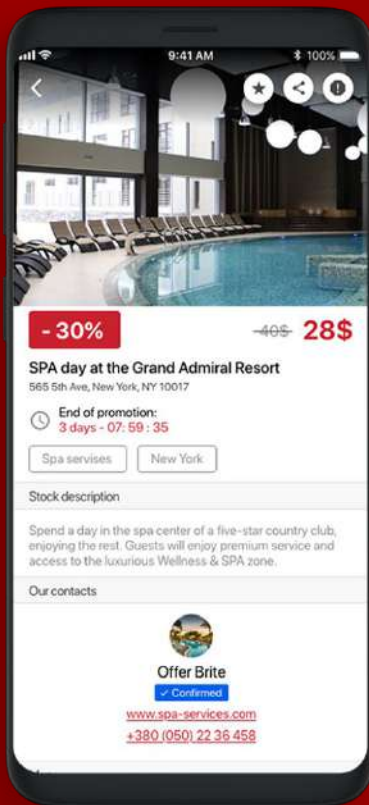 9:41 AM
100%
- 30%
40$ 28$
SPA day at the Grand Admiral Resort
565 5th Ave, New York, NY 10017
End of promotion:
3 days - 07: 59 : 35
Spa servises
New York
Stock description
Spend a day in the spa center of a five-star country club,
enjoying the rest. Guests will enjoy premium service and
access to the luxurious Wellness & SPA zone.
Our contacts
Offer Brite
✓ Confirmed
www.spa-services.com
+380 (050) 22 36 458